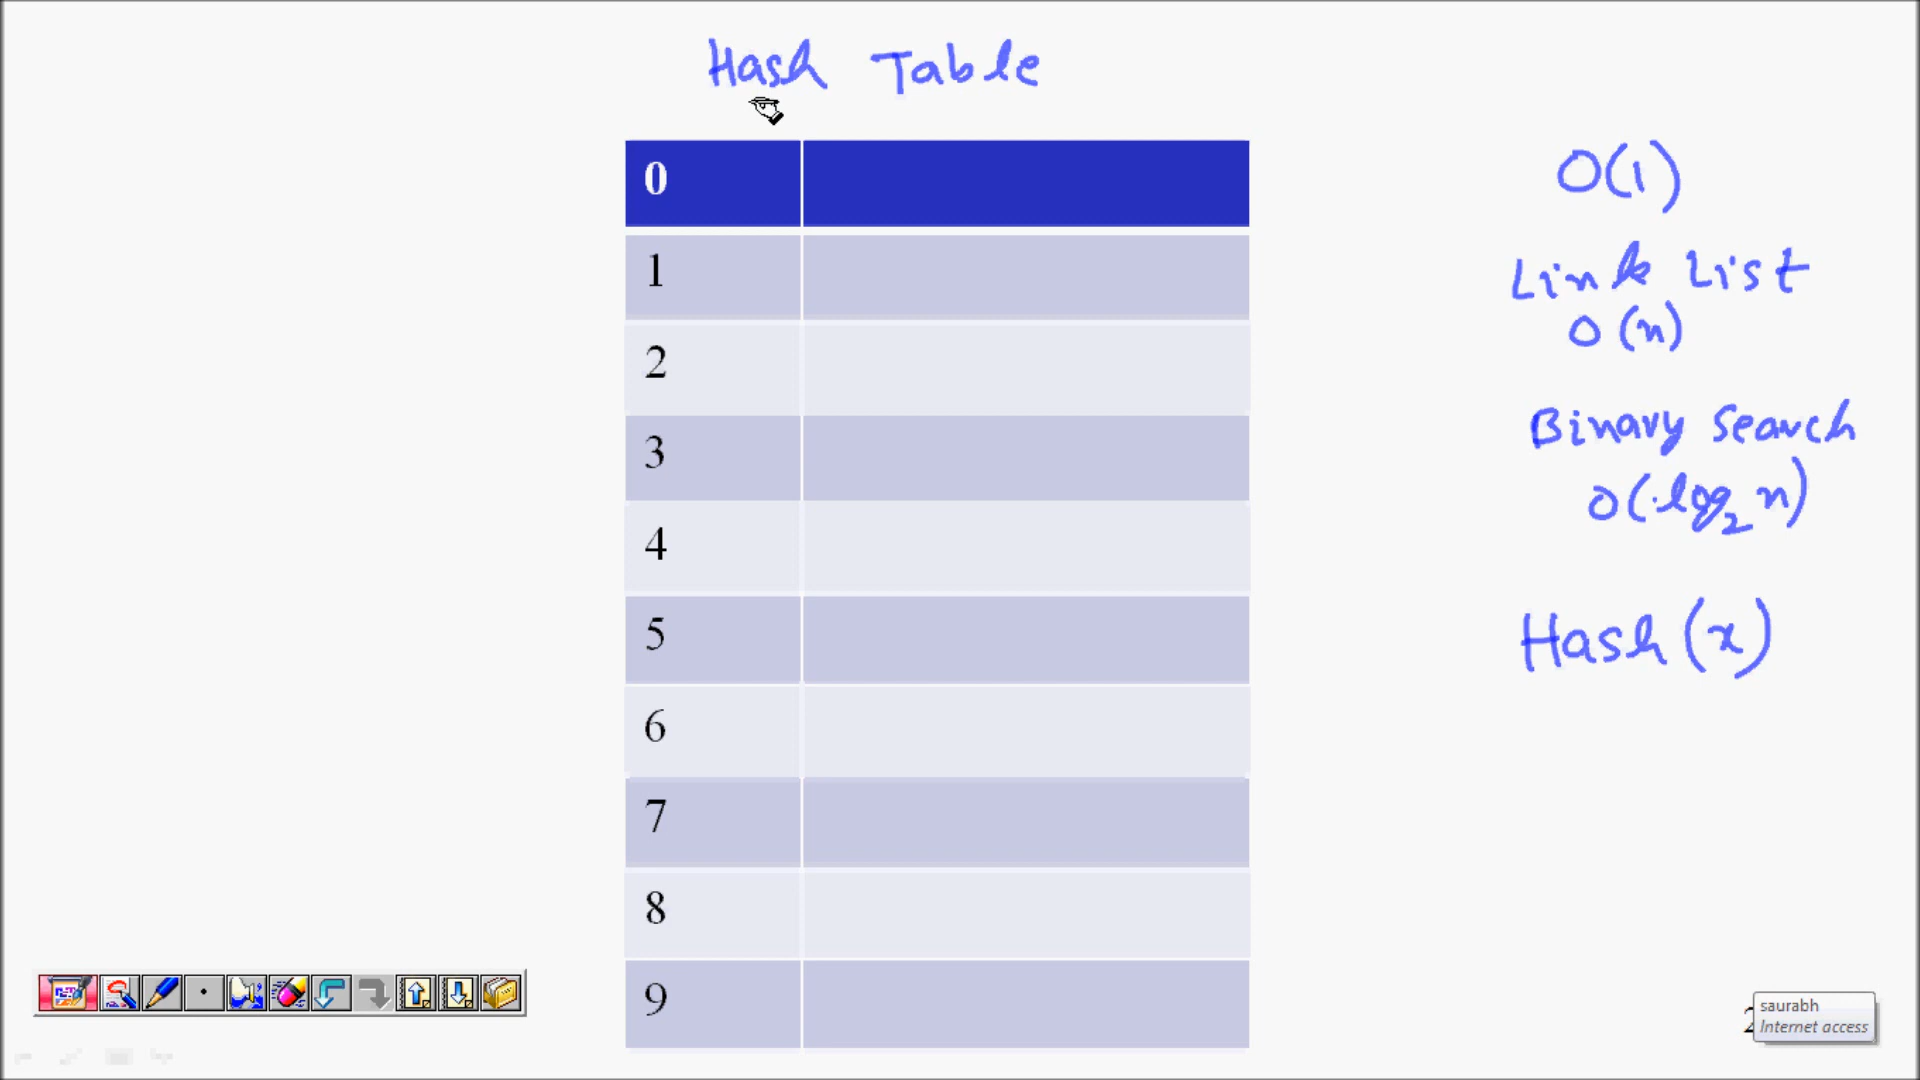 Hash Table
0
1
2
3
4
5
6
7
8
9
O(1)
Link List
O(n)
Binary Search
O(log2 n)
Hash(x)
2
saurabh
Internet access